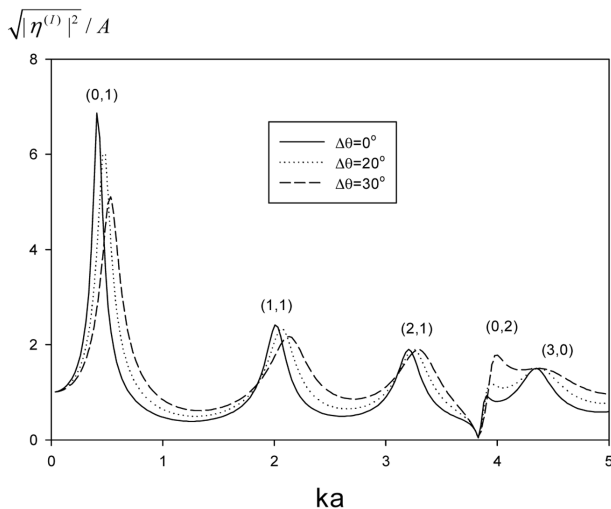 √|η^(I)|² / A
8
6
4
2
0
(0,1)
(1,1)
(2,1)
(0,2)
(3,0)
Δθ=0°
Δθ=20°
Δθ=30°
0 1 2 3 4 5
ka